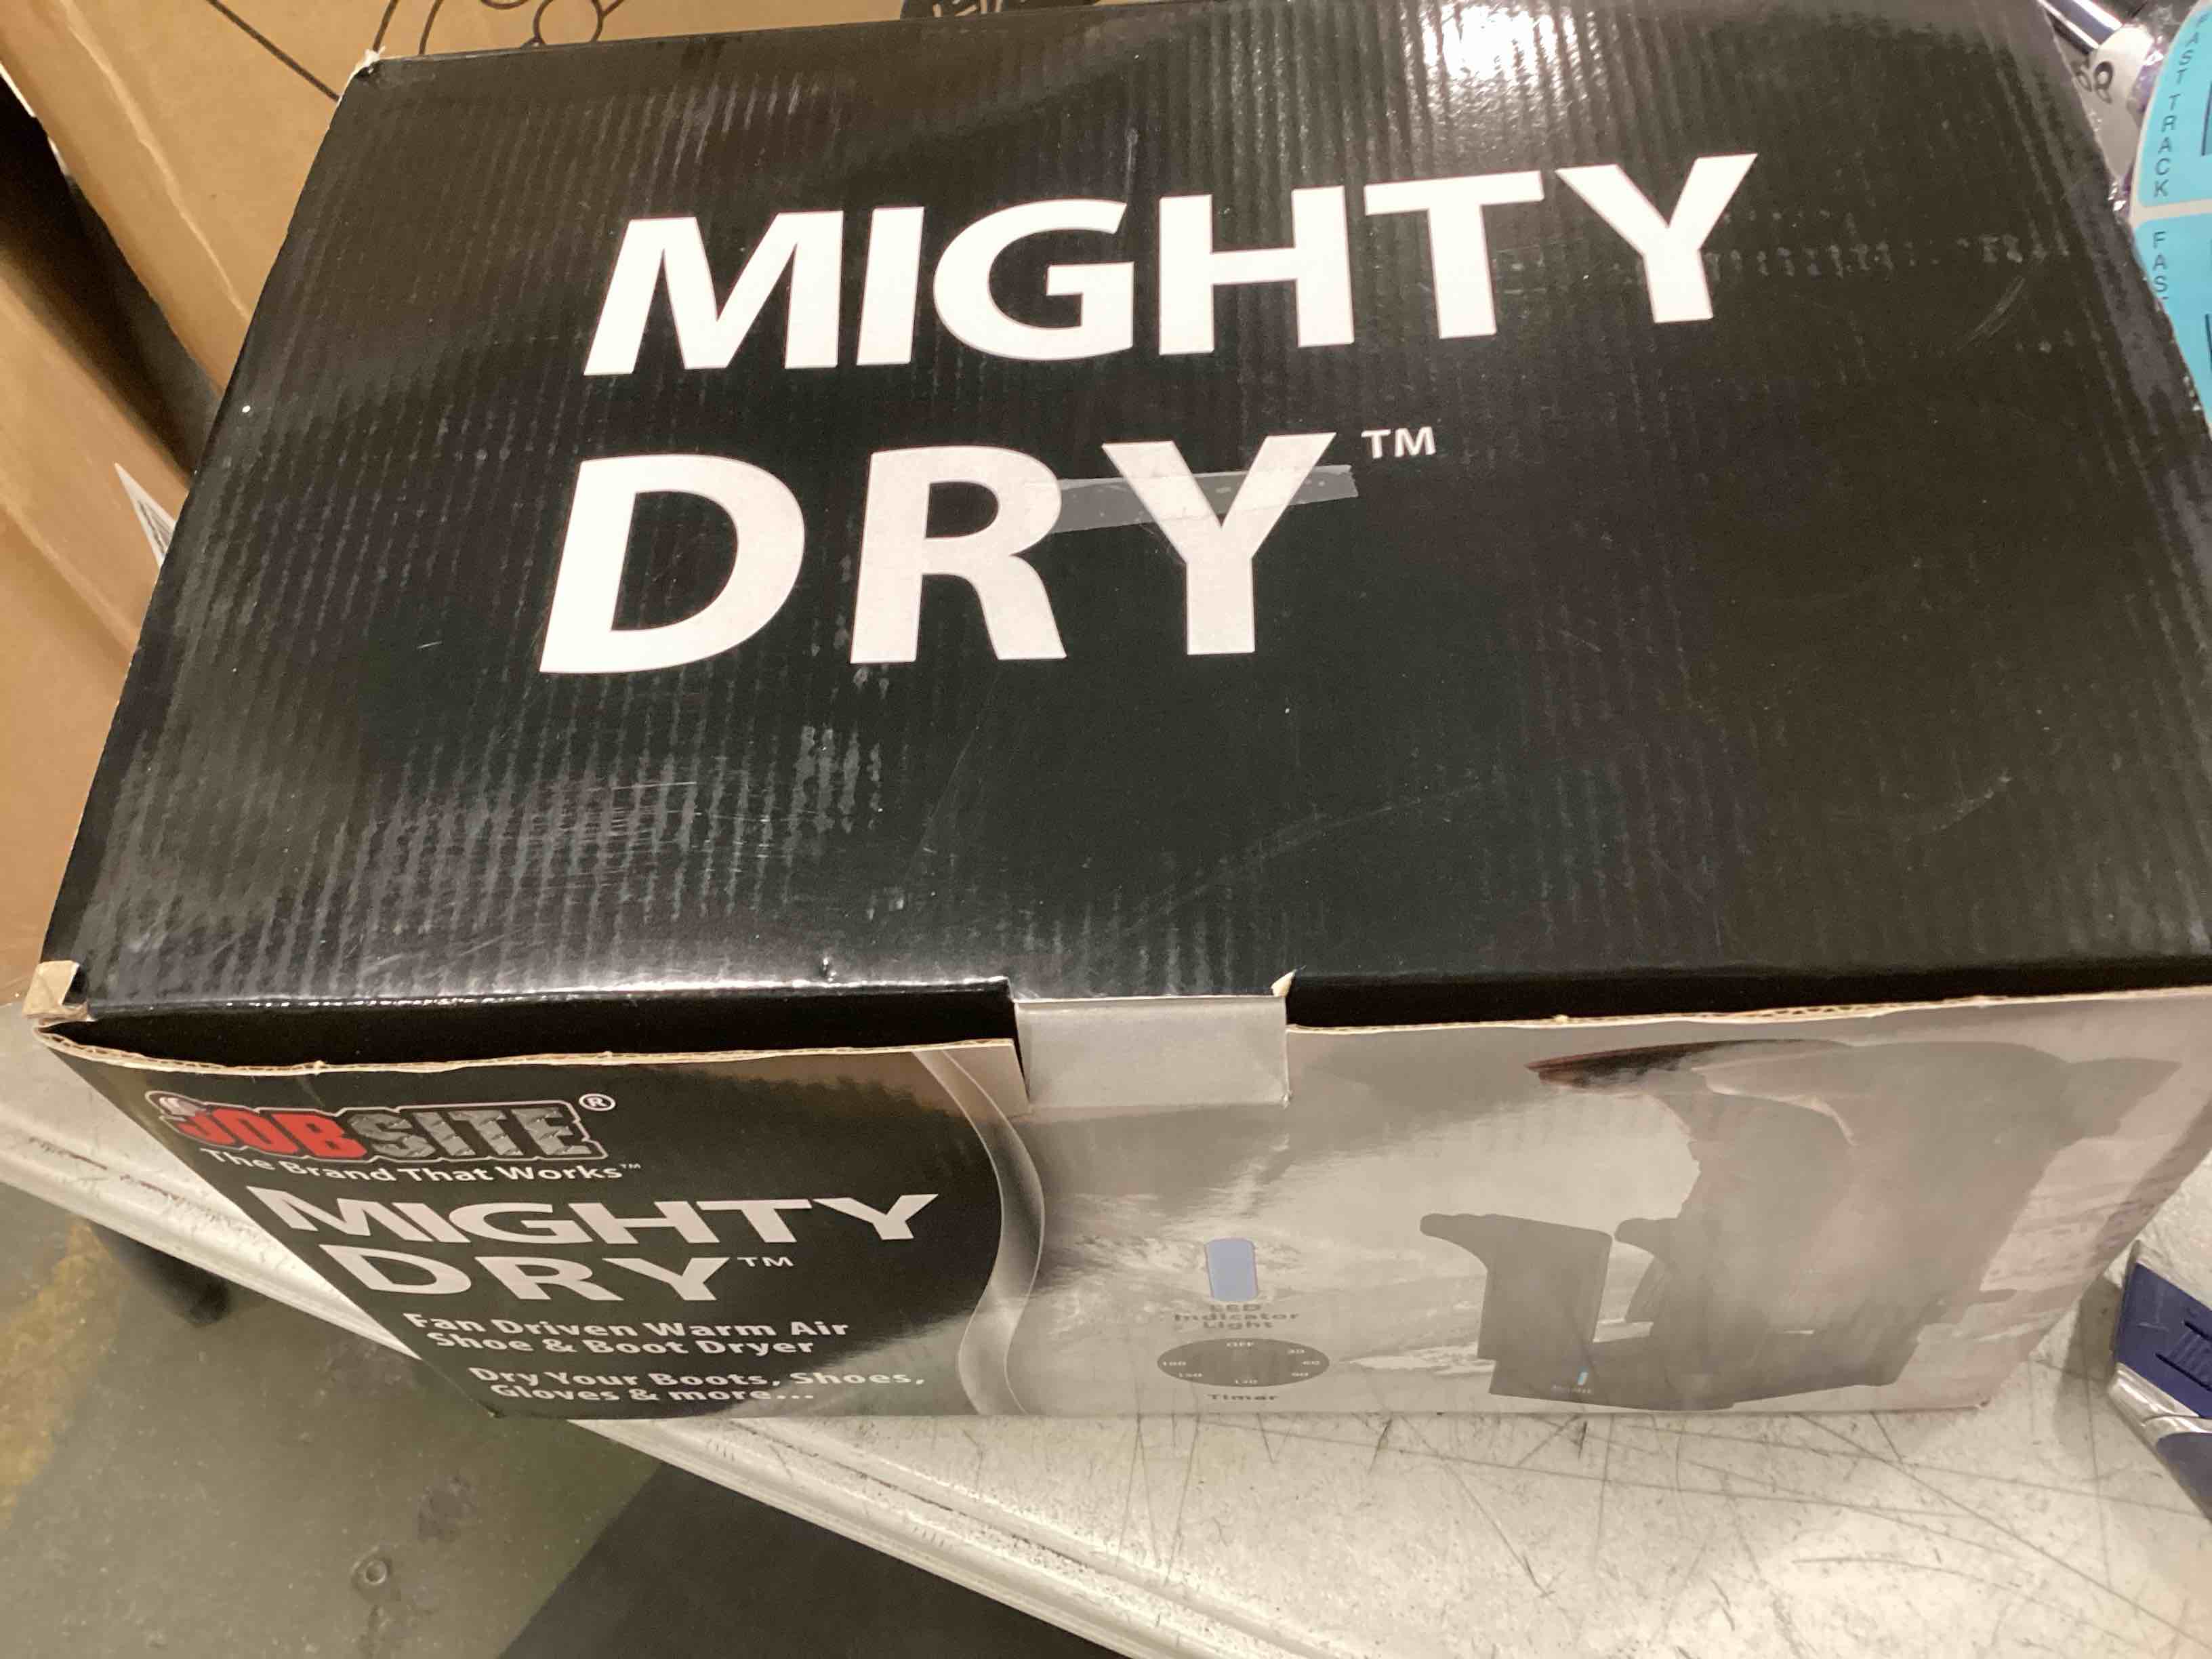 MIGHTY
DRY™
JOBSITE®
The Brand That Works™
MIGHTY
DRY™
Fan Driven Warm Air
Shoe & Boot Dryer
Dry Your Boots, Shoes,
Gloves & more...
LED
Indicator
Light
OFF
30
60
90
120
150
180
Timer
FAST TRACK